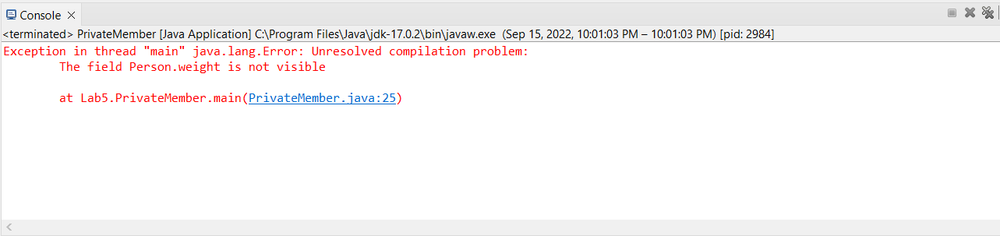 Console
<terminated> PrivateMember [Java Application] C:\Program Files\Java\jdk-17.0.2\bin\javaw.exe (Sep 15, 2022, 10:01:03 PM – 10:01:03 PM) [pid: 2984]
Exception in thread "main" java.lang.Error: Unresolved compilation problem:
The field Person.weight is not visible
at Lab5.PrivateMember.main(PrivateMember.java:25)